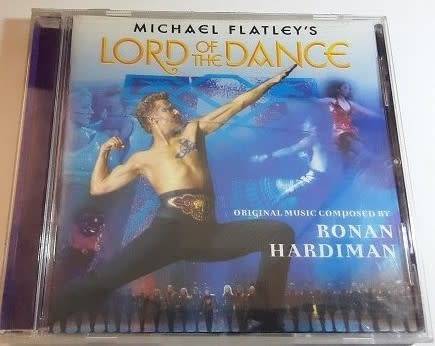 MICHAEL FLATLEY'S
LORD OF THE DANCE
ORIGINAL MUSIC COMPOSED BY
RONAN
HARDIMAN